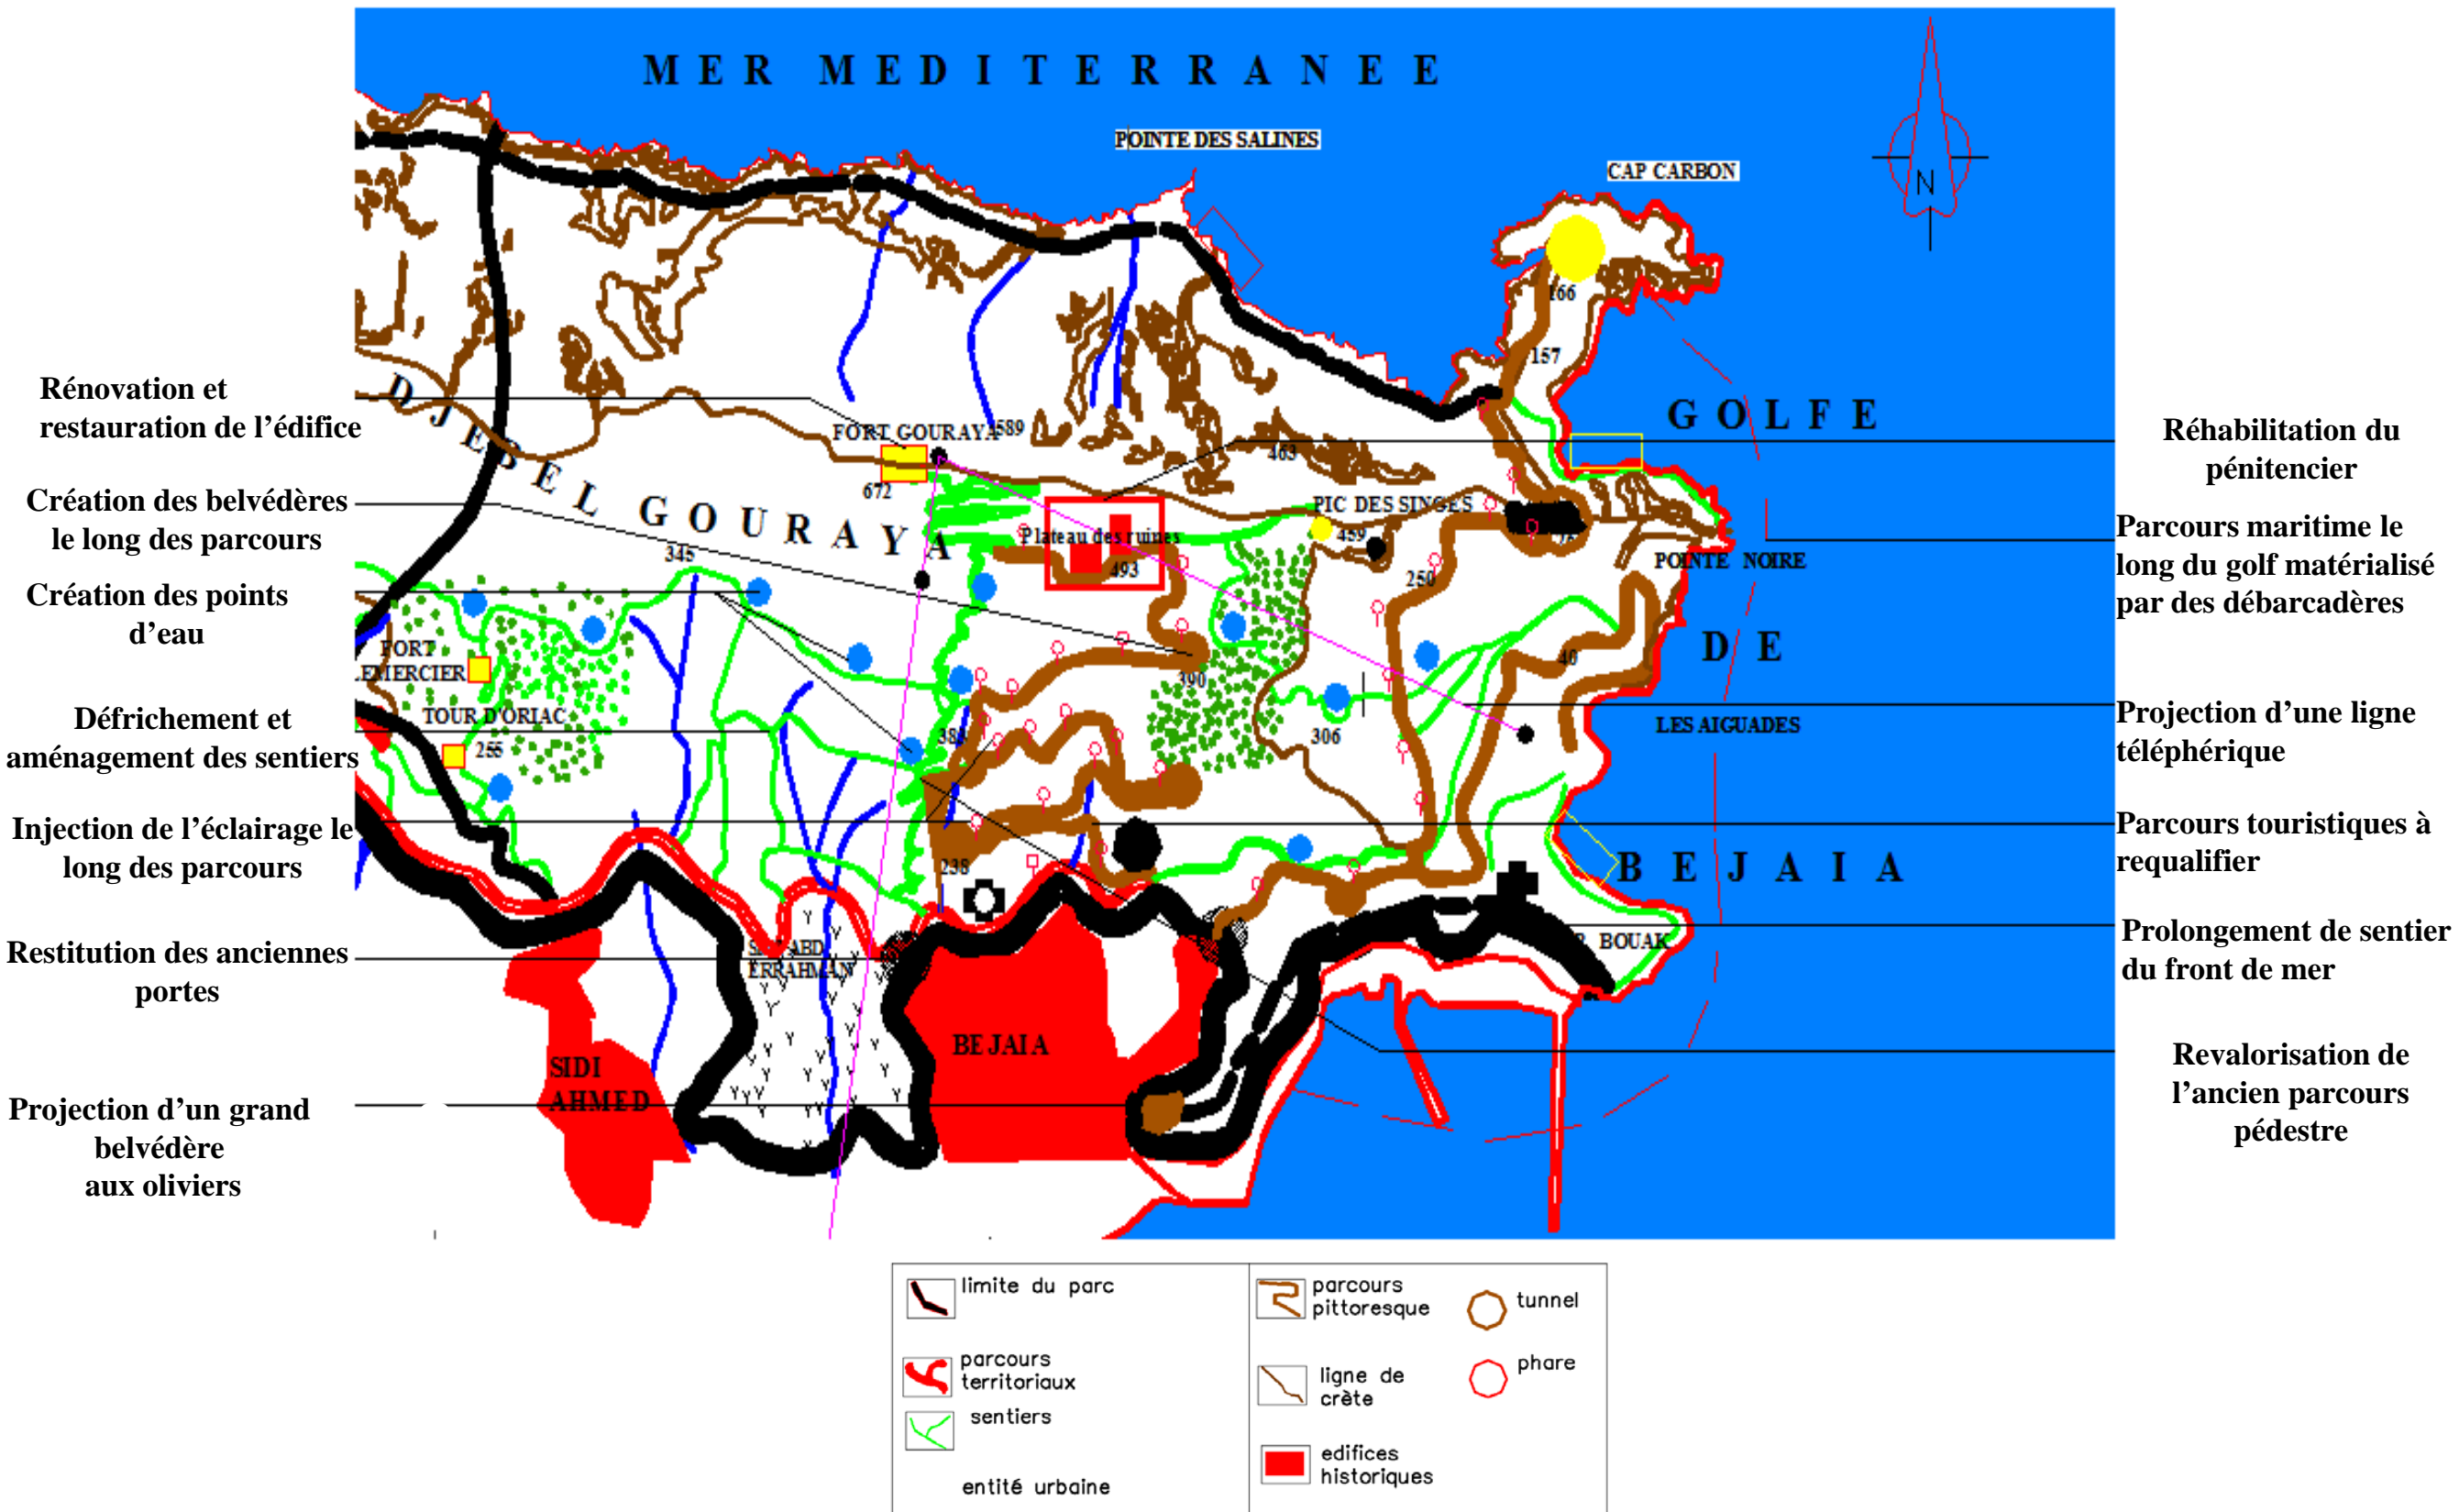 MER MEDITERRANEE
POINTE DES SALINES
CAP CARBON
N
166
157
GOLFE
DE
BEJAIA
DJEBEL GOURAYA
FORT GOURAYA
589
672
463
PIC DES SINGES
459
Plateau des ruines
493
345
250
POINTE NOIRE
FORT
LEMERCIER
TOUR D'ORIAC
255
390
40
306
LES AIGUADES
238
BOUAK
ERRAHMAN
BEJAIA
SIDI
AHMED
Rénovation et
restauration de l'édifice
Création des belvédères
le long des parcours
Création des points
d'eau
Défrichement et
aménagement des sentiers
Injection de l'éclairage le
long des parcours
Restitution des anciennes
portes
Projection d'un grand
belvédère
aux oliviers
Réhabilitation du
pénitencier
Parcours maritime le
long du golf matérialisé
par des débarcadères
Projection d'une ligne
téléphérique
Parcours touristiques à
requalifier
Prolongement de sentier
du front de mer
Revalorisation de
l'ancien parcours
pédestre
limite du parc
parcours
territoriaux
sentiers
entité urbaine
parcours
pittoresque
ligne de
crète
edifices
historiques
tunnel
phare